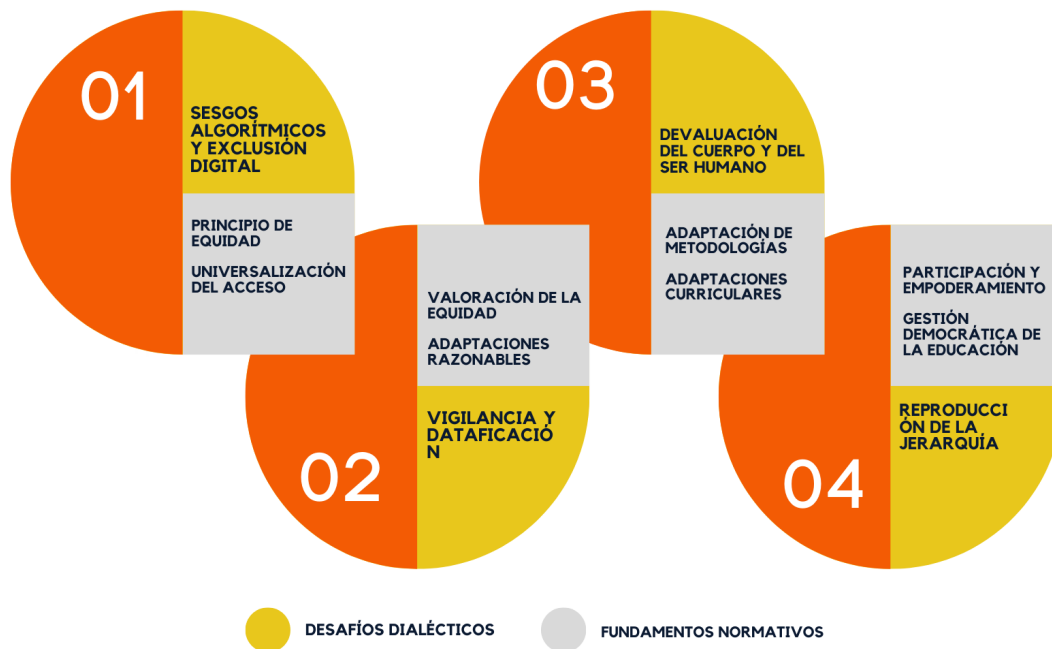 01
SESGOS
ALGORÍTMICOS
Y EXCLUSIÓN
DIGITAL
PRINCIPIO DE
EQUIDAD
UNIVERSALIZACIÓN
DEL ACCESO
02
VALORACIÓN DE LA
EQUIDAD
ADAPTACIONES
RAZONABLES
VIGILANCIA Y
DATAFICACIÓ
N
03
DEVALUACIÓN
DEL CUERPO Y DEL
SER HUMANO
ADAPTACIÓN DE
METODOLOGÍAS
ADAPTACIONES
CURRICULARES
04
PARTICIPACIÓN Y
EMPODERAMIENTO
GESTIÓN
DEMOCRÁTICA DE
LA EDUCACIÓN
REPRODUCCI
ÓN DE LA
JERARQUÍA
DESAFÍOS DIALÉCTICOS
FUNDAMENTOS NORMATIVOS